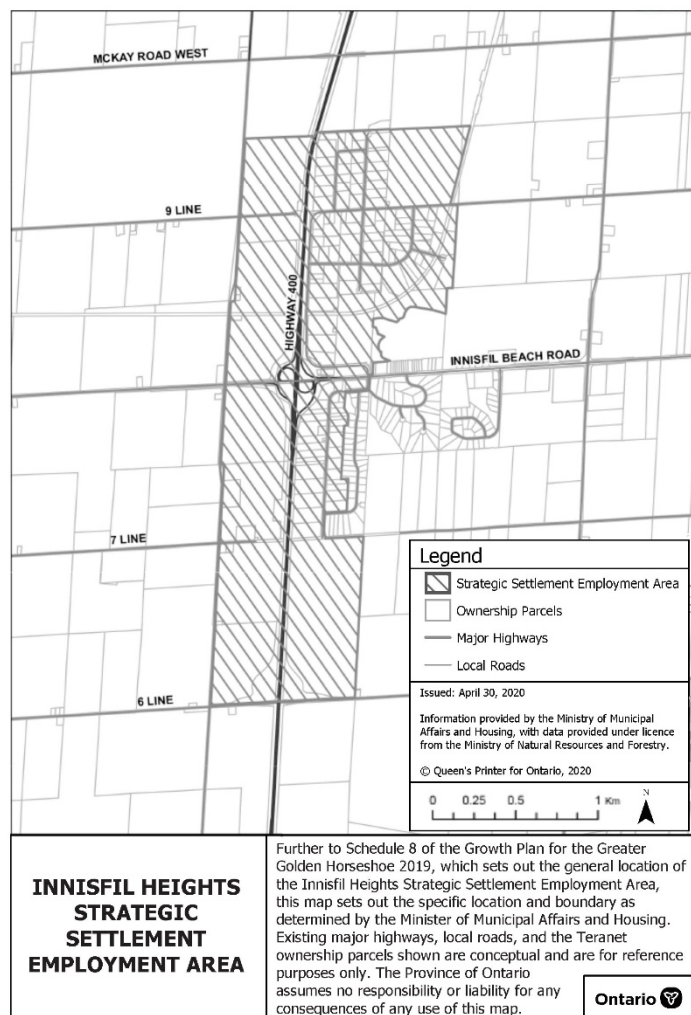 MCKAY ROAD WEST
9 LINE
HIGHWAY 400
INNISFIL BEACH ROAD
7 LINE
6 LINE
Legend
Strategic Settlement Employment Area
Ownership Parcels
Major Highways
Local Roads
Issued: April 30, 2020
Information provided by the Ministry of Municipal
Affairs and Housing, with data provided under licence
from the Ministry of Natural Resources and Forestry.
© Queen's Printer for Ontario, 2020
0 0.25 0.5 1 Km
N
INNISFIL HEIGHTS
STRATEGIC
SETTLEMENT
EMPLOYMENT AREA
Further to Schedule 8 of the Growth Plan for the Greater
Golden Horseshoe 2019, which sets out the general location of
the Innisfil Heights Strategic Settlement Employment Area,
this map sets out the specific location and boundary as
determined by the Minister of Municipal Affairs and Housing.
Existing major highways, local roads, and the Teranet
ownership parcels shown are conceptual and are for reference
purposes only. The Province of Ontario
assumes no responsibility or liability for any
consequences of any use of this map.
Ontario